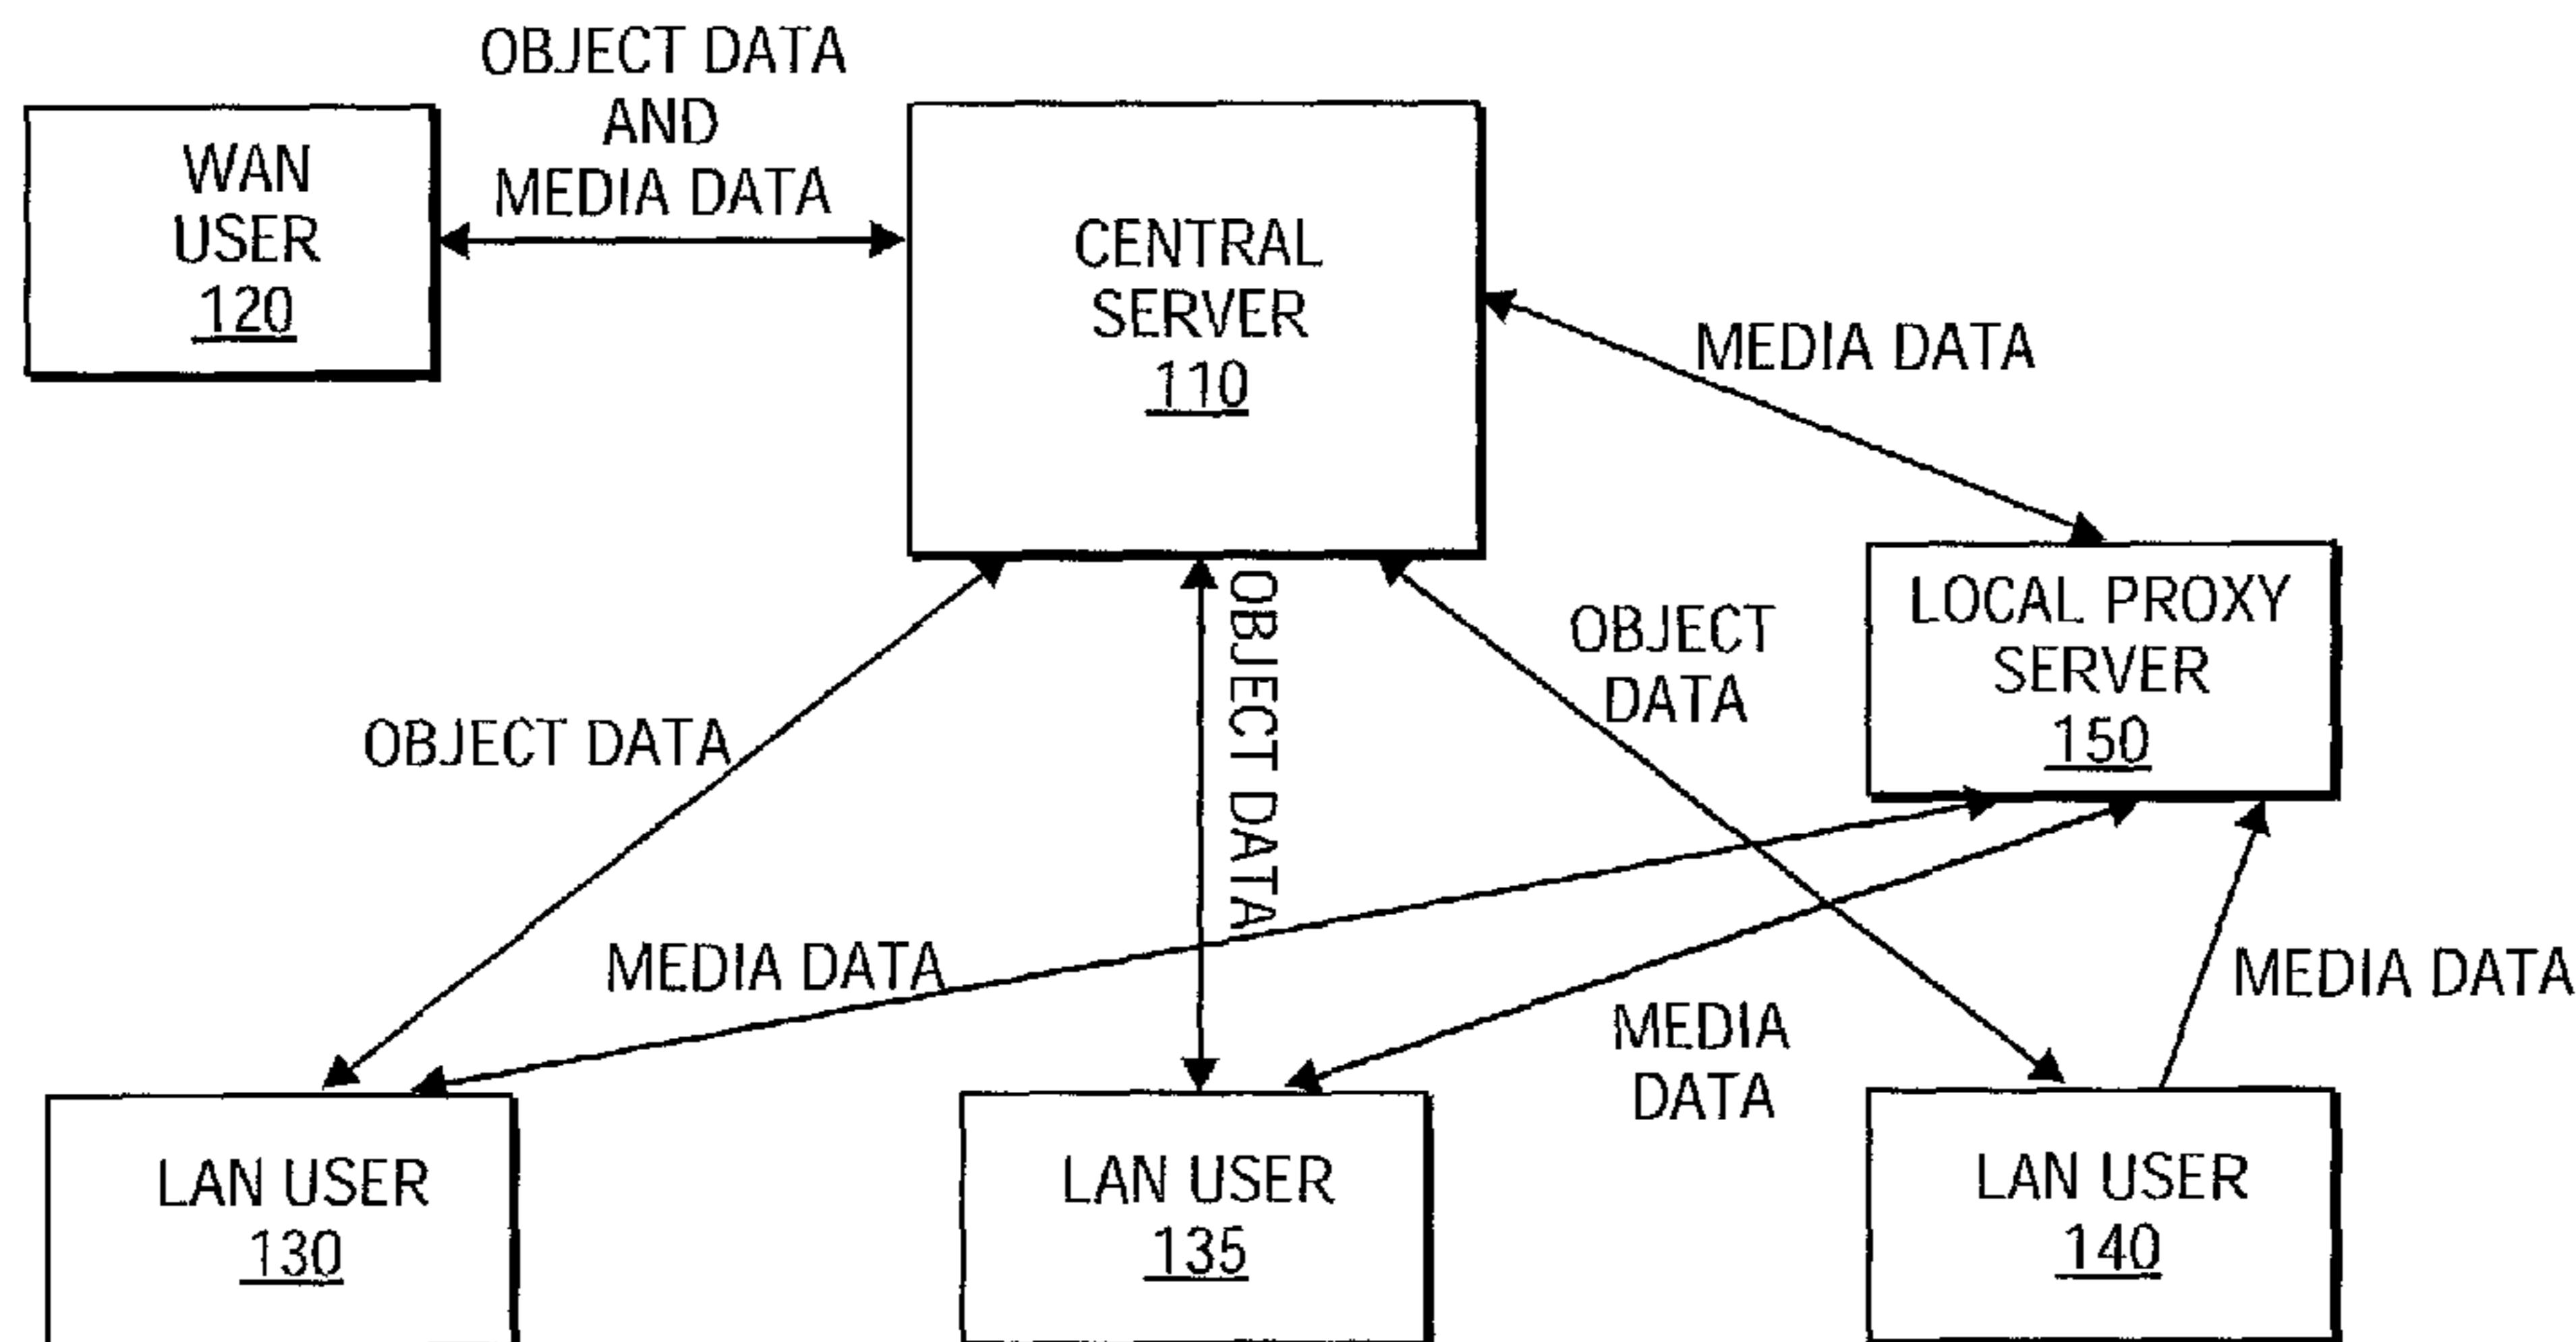 OBJECT DATA
AND
MEDIA DATA
WAN
USER
120
CENTRAL
SERVER
110
MEDIA DATA
LOCAL PROXY
SERVER
150
OBJECT DATA
OBJECT DATA
OBJECT
DATA
MEDIA DATA
MEDIA
DATA
MEDIA DATA
LAN USER
130
LAN USER
135
LAN USER
140